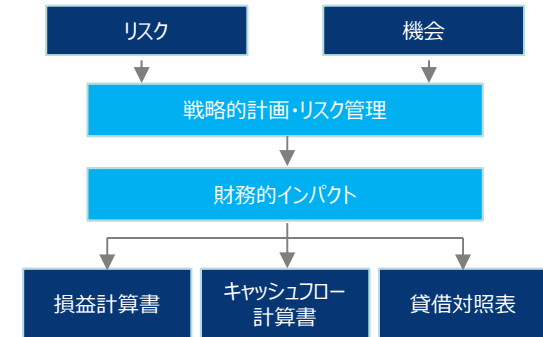 リスク
機会
戦略的計画・リスク管理
財務的インパクト
損益計算書
キャッシュフロー
計算書
貸借対照表